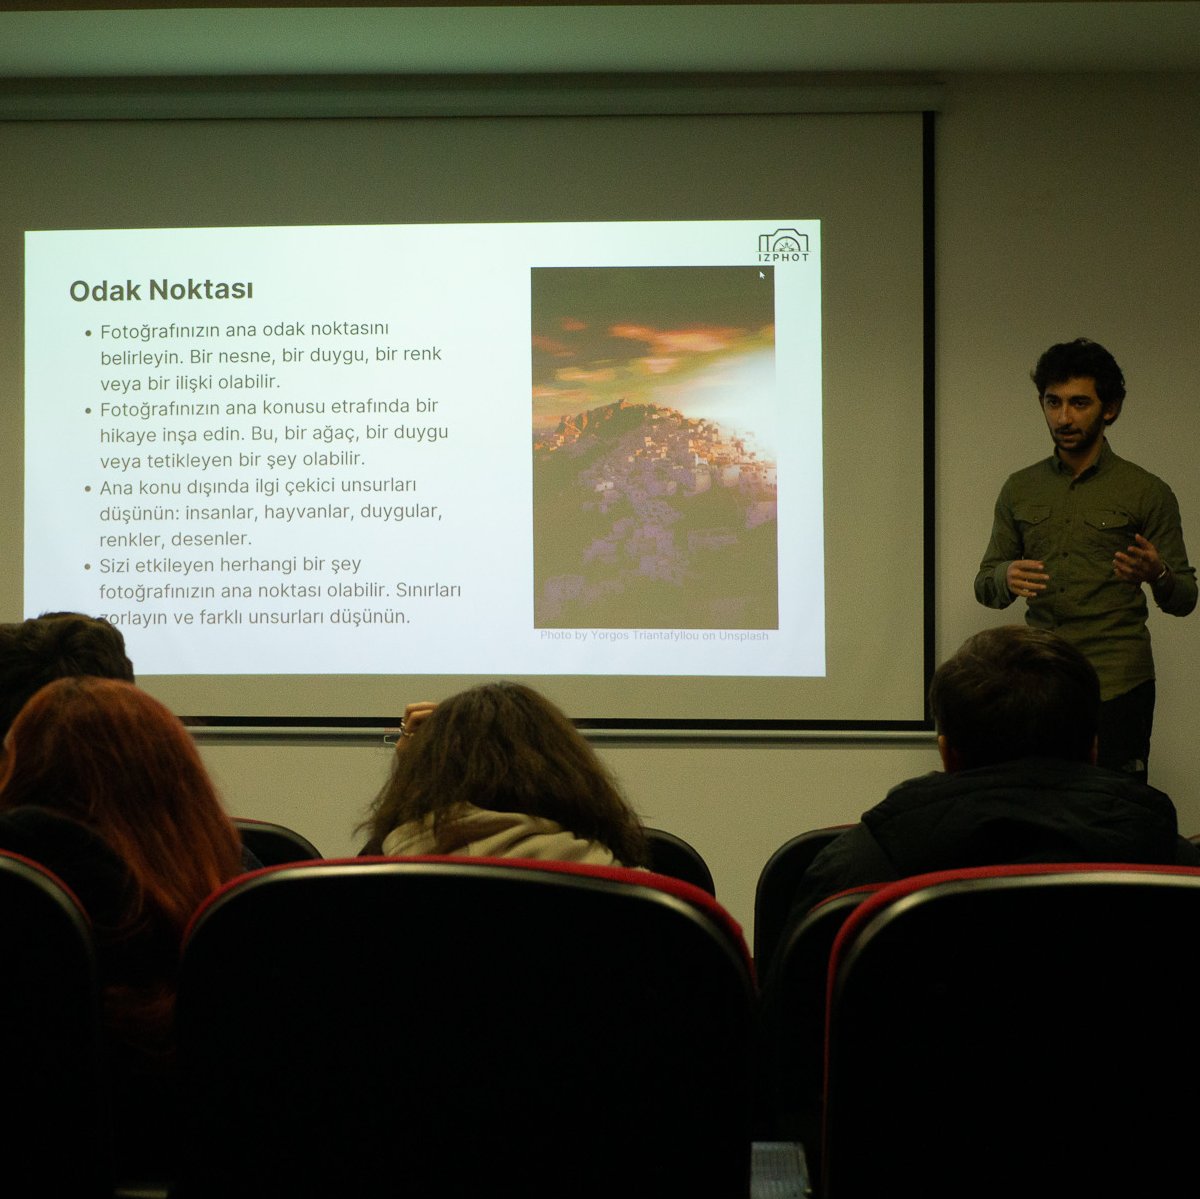 IZPHOT
Odak Noktası
• Fotoğrafınızın ana odak noktasını
belirleyin. Bir nesne, bir duygu, bir renk
veya bir ilişki olabilir.
• Fotoğrafınızın ana konusu etrafında bir
hikaye inşa edin. Bu, bir ağaç, bir duygu
veya tetikleyen bir şey olabilir.
• Ana konu dışında ilgi çekici unsurları
düşünün: insanlar, hayvanlar, duygular,
renkler, desenler.
• Sizi etkileyen herhangi bir şey
fotoğrafınızın ana noktası olabilir. Sınırları
zorlayın ve farklı unsurları düşünün.
Photo by Yorgos Triantafyllou on Unsplash